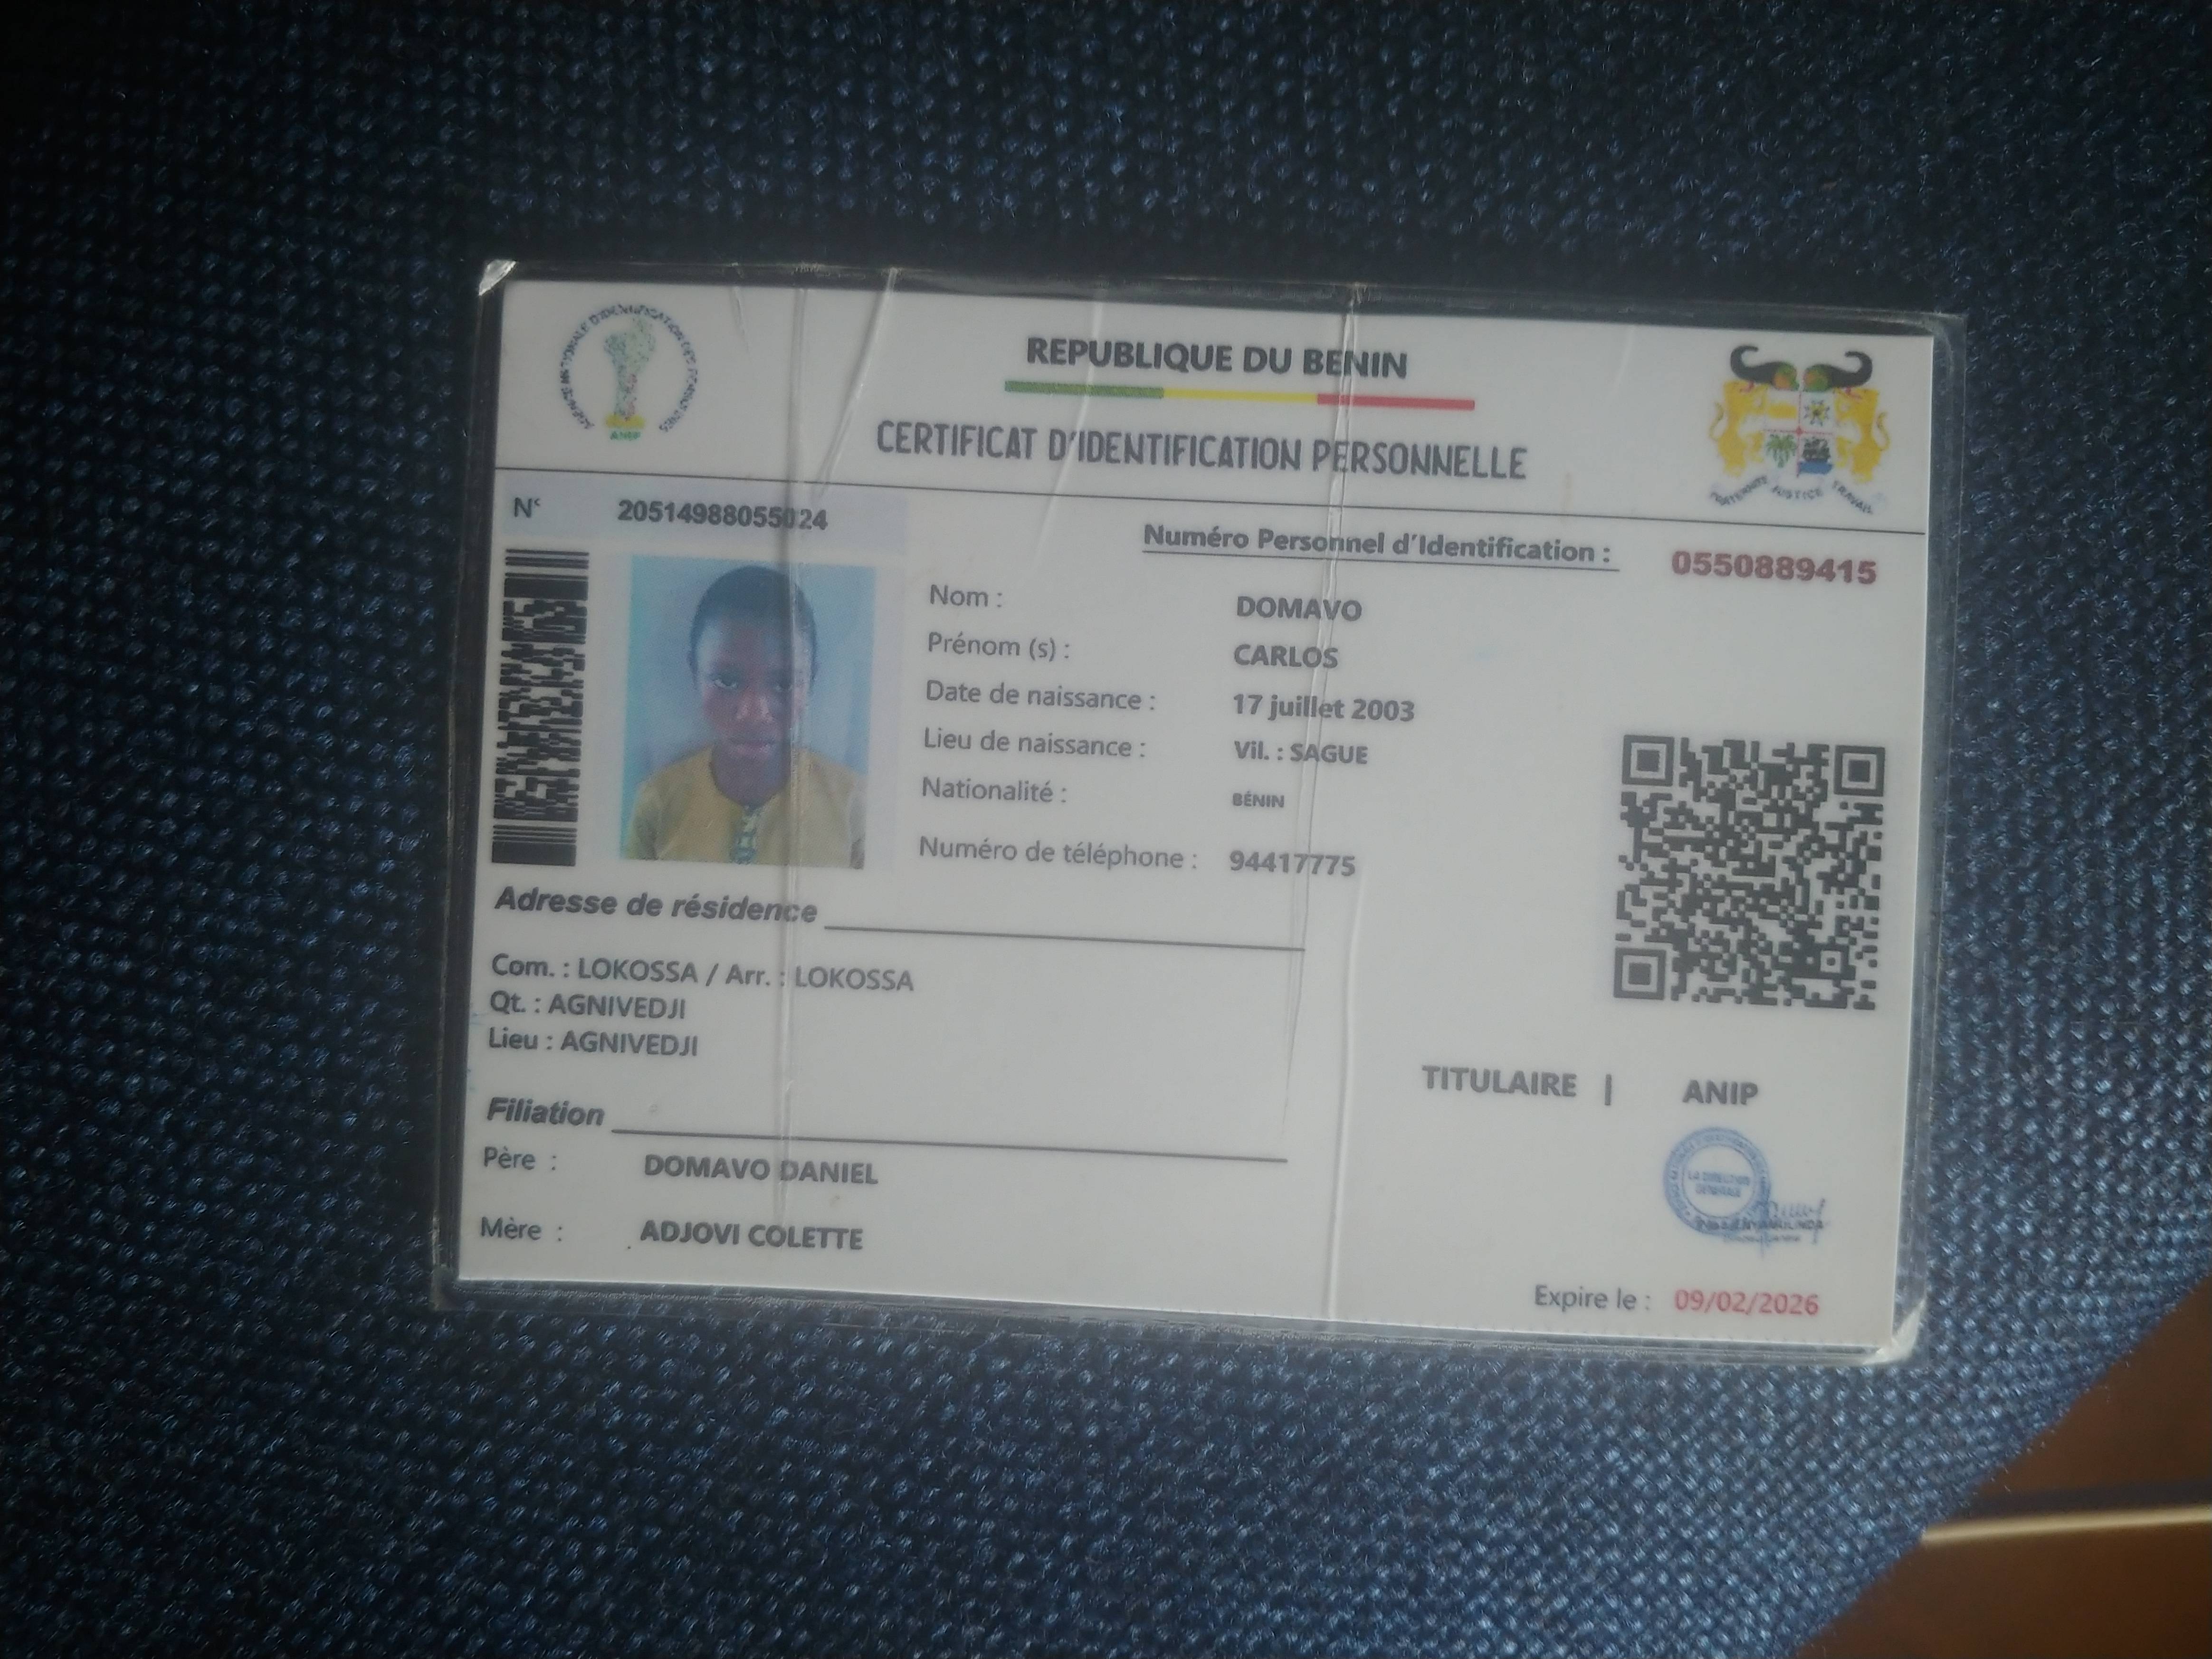 AGENCE NATIONALE D'IDENTIFICATION DES PERSONNES
ANIP
REPUBLIQUE DU BENIN
CERTIFICAT D'IDENTIFICATION PERSONNELLE
FRATERNITE JUSTICE TRAVAIL
N° 20514988055024
Numéro Personnel d'Identification : 0550889415
Nom : DOMAVO
Prénom (s) : CARLOS
Date de naissance : 17 juillet 2003
Lieu de naissance : Vil. : SAGUE
Nationalité : BÉNIN
Numéro de téléphone : 94417775
Adresse de résidence
Com. : LOKOSSA / Arr. : LOKOSSA
Qt. : AGNIVEDJI
Lieu : AGNIVEDJI
Filiation
Père : DOMAVO DANIEL
Mère : ADJOVI COLETTE
TITULAIRE | ANIP
LA DIRECTION
GENERALE
Expire le : 09/02/2026